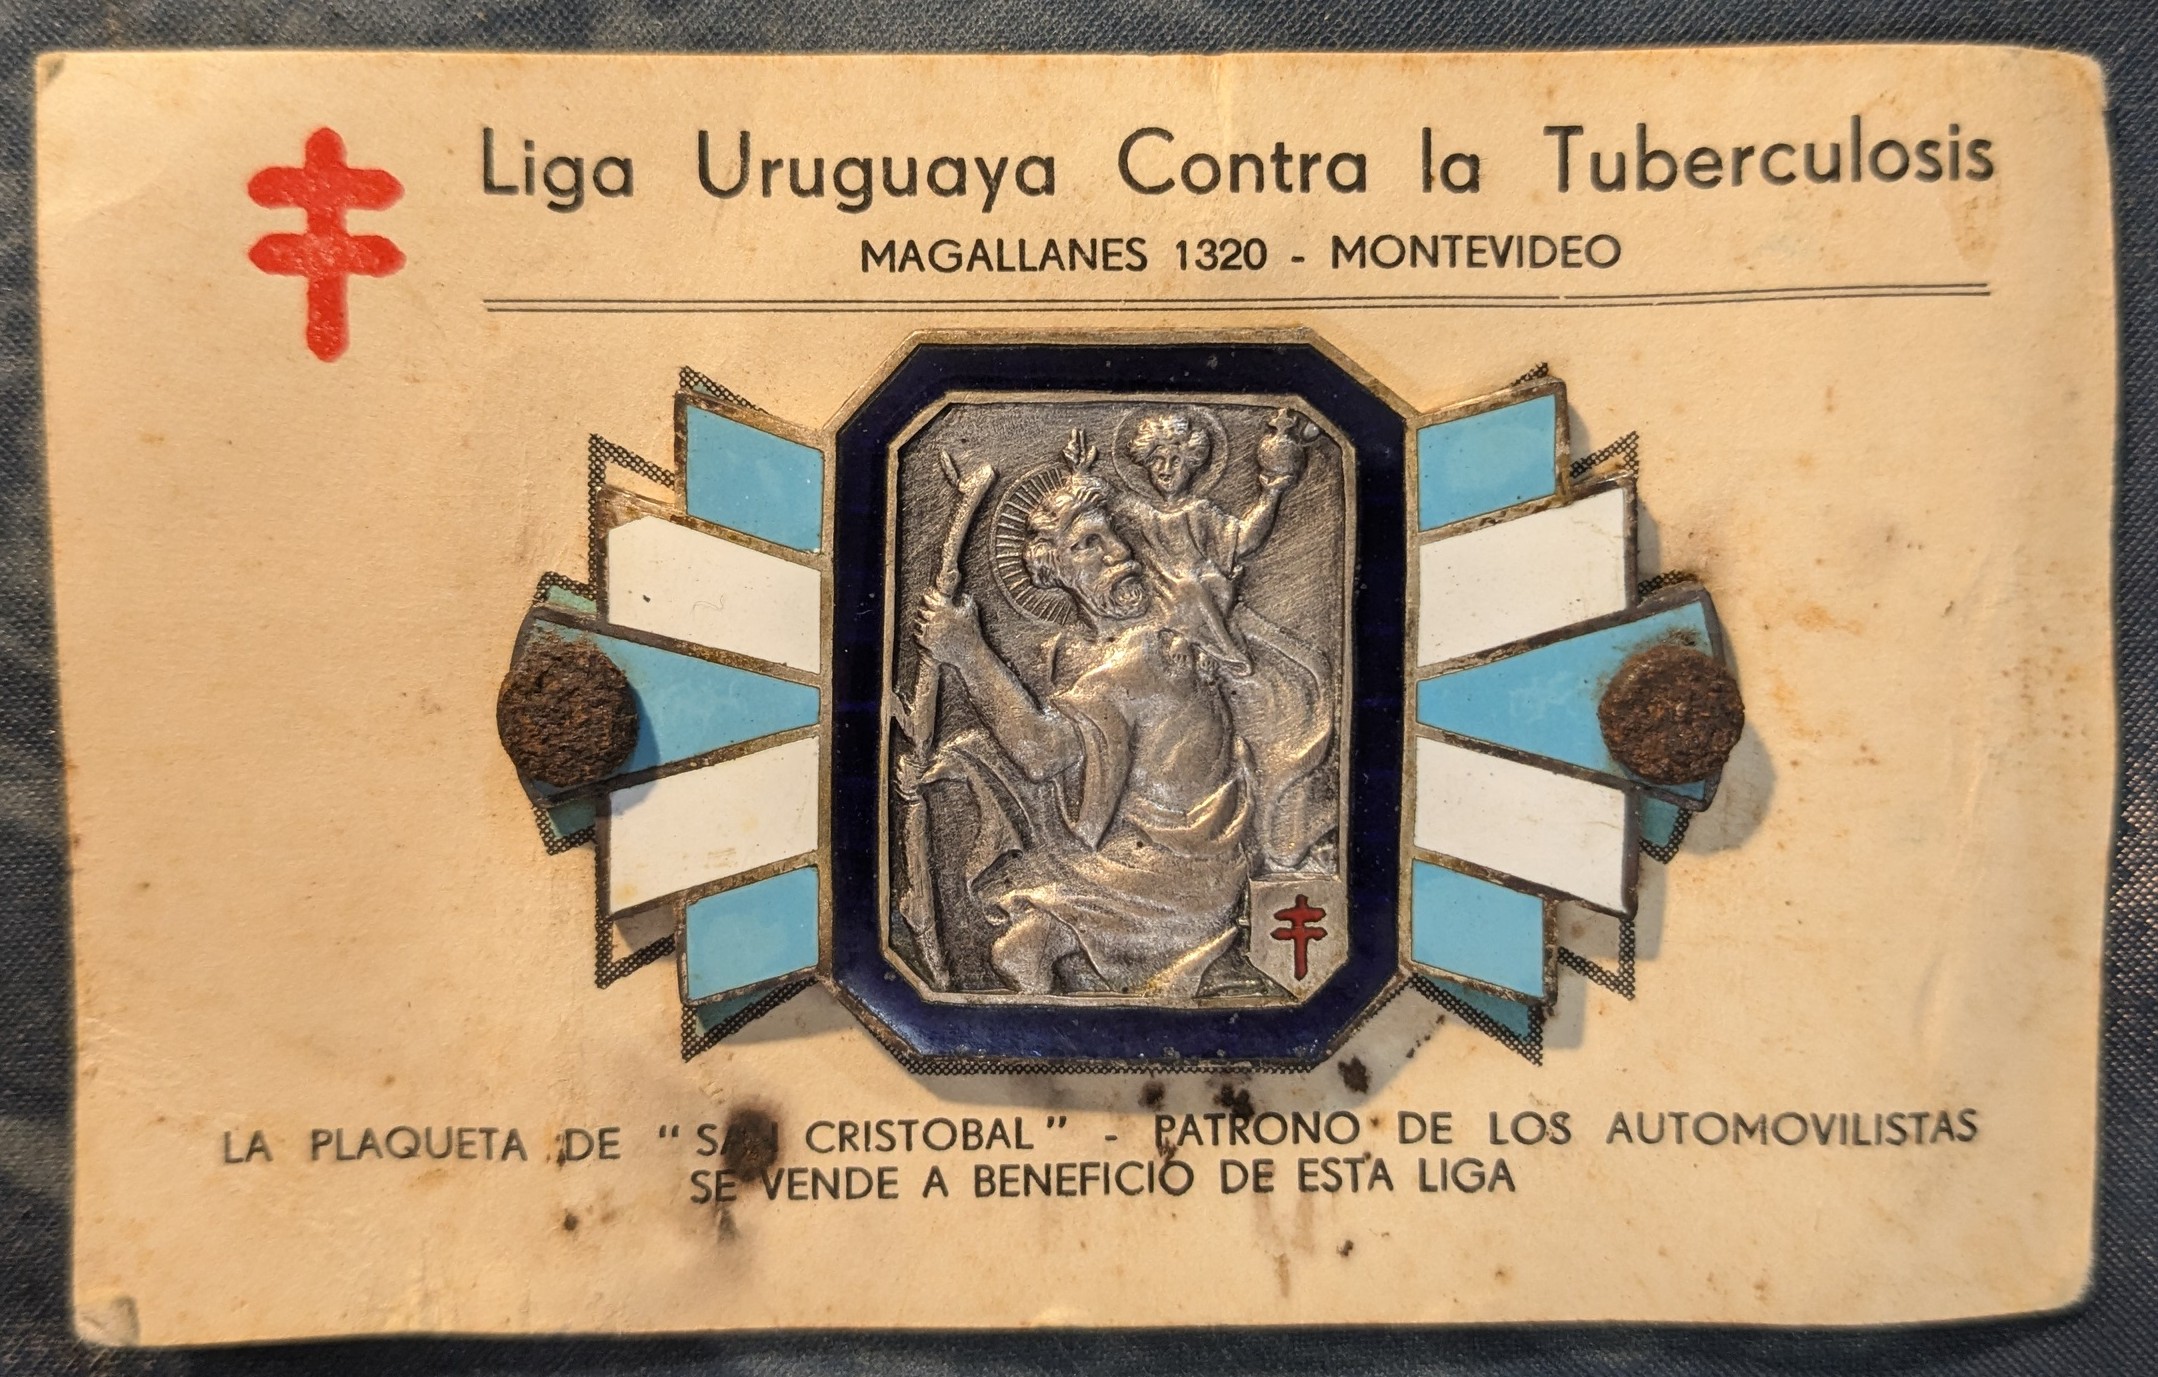 Liga Uruguaya Contra la Tuberculosis
MAGALLANES 1320 - MONTEVIDEO
LA PLAQUETA DE "SAN CRISTOBAL" - PATRONO DE LOS AUTOMOVILISTAS
SE VENDE A BENEFICIO DE ESTA LIGA